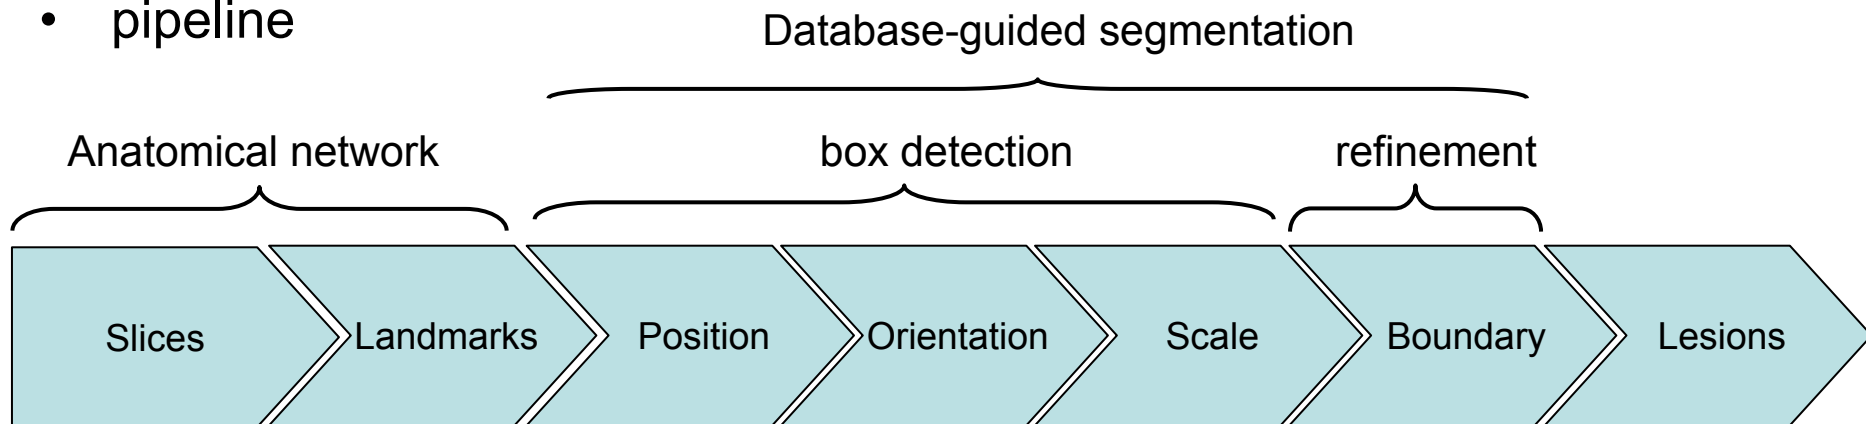 • pipeline
Database-guided segmentation
Anatomical network
box detection
refinement
Slices
Landmarks
Position
Orientation
Scale
Boundary
Lesions